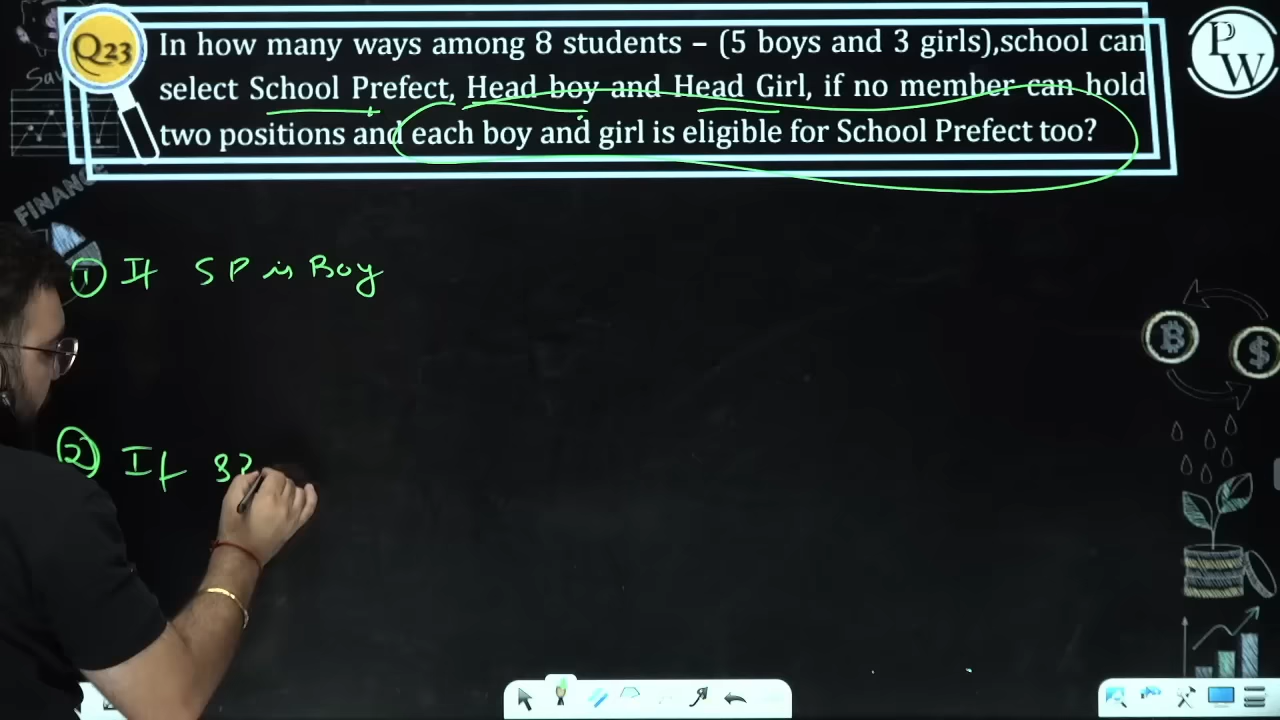 Q23
In how many ways among 8 students – (5 boys and 3 girls),school can
select School Prefect, Head boy and Head Girl, if no member can hold
two positions and each boy and girl is eligible for School Prefect too?
PW
FINANCE
① If SP is Boy
② If